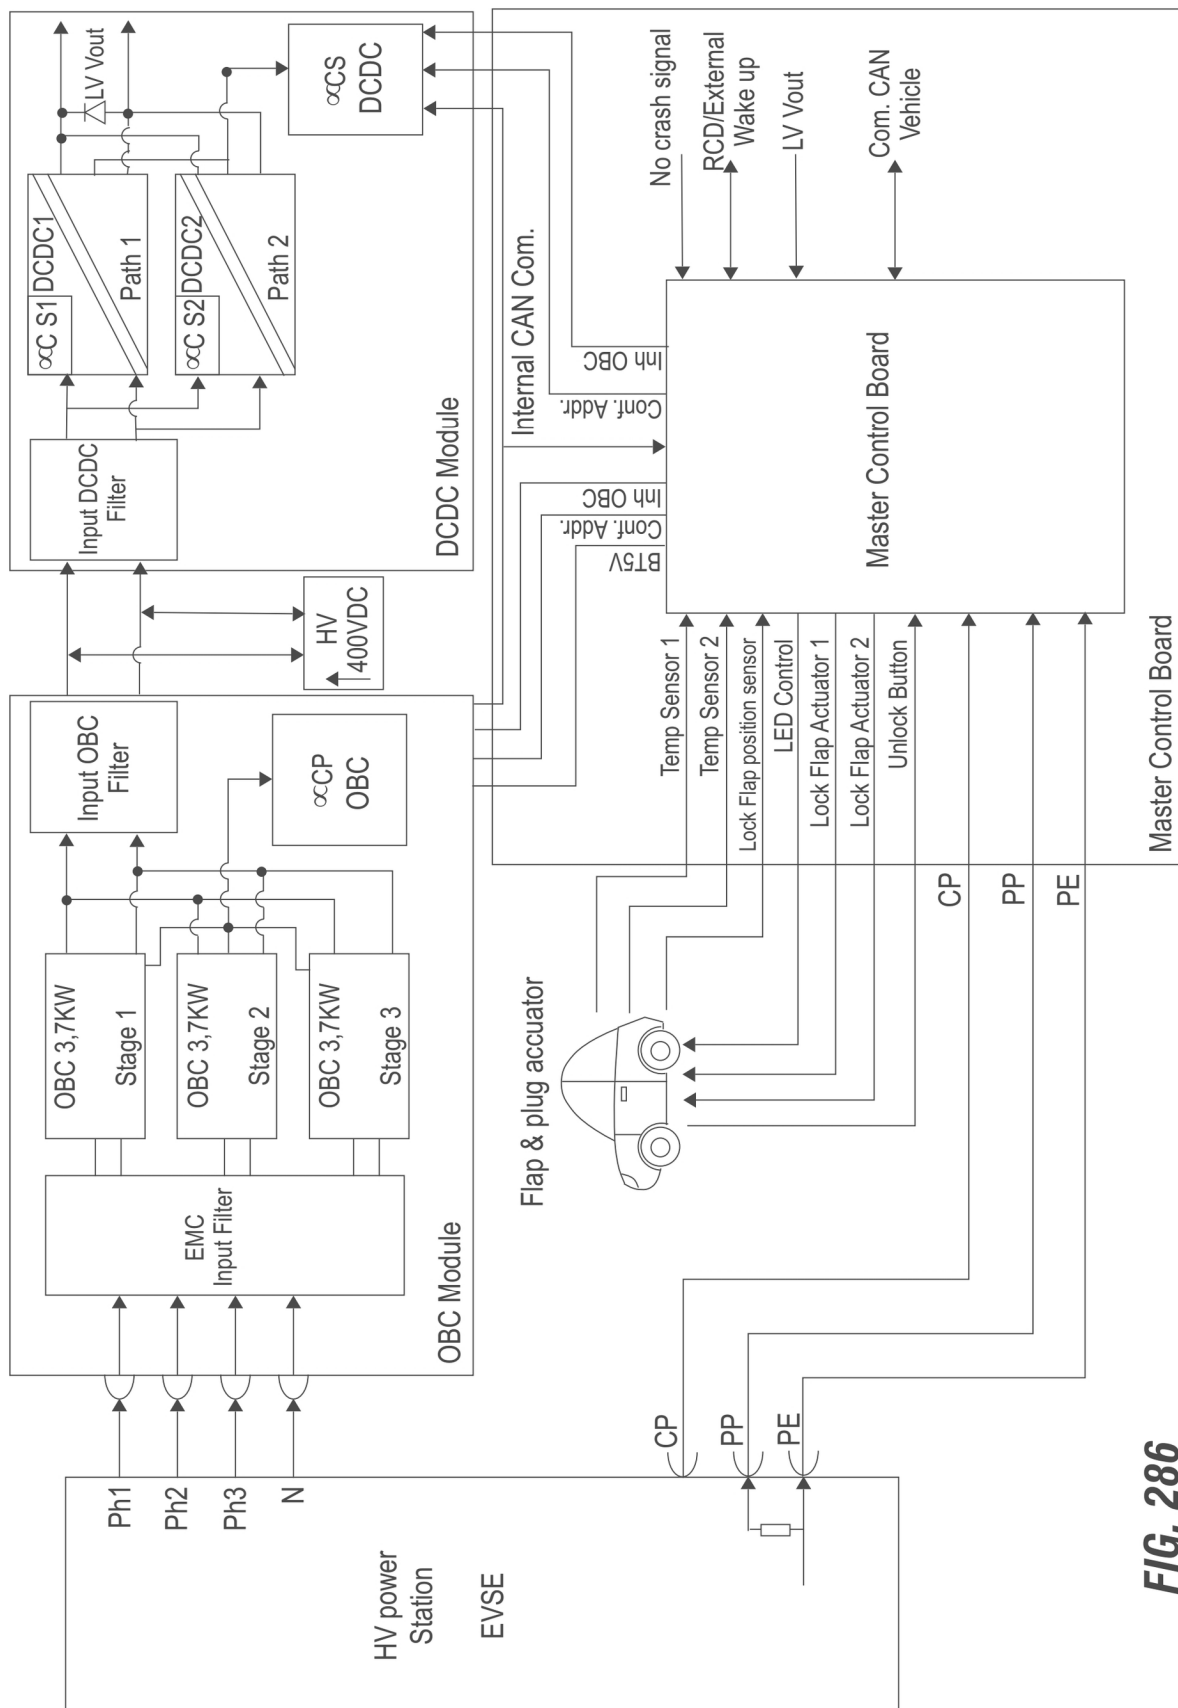 HV power
Station
EVSE
Ph1
Ph2
Ph3
N
CP
PP
PE
EMC
Input Filter
OBC Module
OBC 3,7KW
Stage 1
OBC 3,7KW
Stage 2
OBC 3,7KW
Stage 3
Input OBC
Filter
∝CP
OBC
HV
400VDC
Input DCDC
Filter
DCDC Module
∝C S1
DCDC1
Path 1
∝C S2
DCDC2
Path 2
LV Vout
∝CS
DCDC
Flap & plug accuator
Temp Sensor 1
Temp Sensor 2
Lock Flap position sensor
LED Control
Lock Flap Actuator 1
Lock Flap Actuator 2
Unlock Button
CP
PP
PE
BT5V
Conf. Addr.
Inh OBC
Internal CAN Com.
Conf. Addr.
Inh OBC
Master Control Board
No crash signal
RCD/External
Wake up
LV Vout
Com. CAN
Vehicle
Master Control Board
FIG. 286